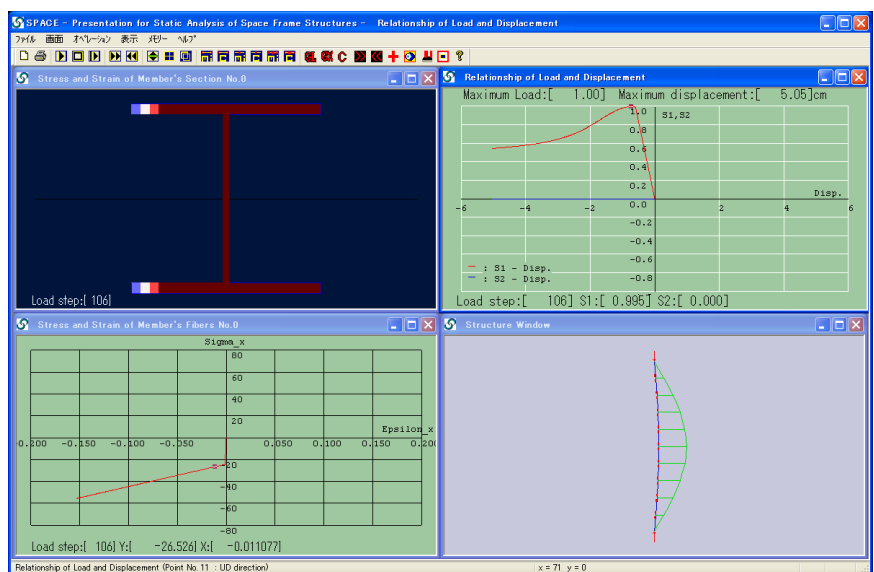 SPACE - Presentation for Static Analysis of Space Frame Structures - Relationship of Load and Displacement
ファイル 画面 オペレーション 表示 メモリー ヘルプ
Stress and Strain of Member's Section No.0
Load step:[ 106]
Relationship of Load and Displacement
Maximum Load:[ 1.00] Maximum displacement:[ 5.05]cm
1.0 S1,S2
0.8
0.6
0.4
0.2
Disp.
-6 -4 -2 0.0 2 4 6
-0.2
-0.4
-0.6
-0.8
— : S1 - Disp.
— : S2 - Disp.
Load step:[ 106] S1:[ 0.995] S2:[ 0.000]
Stress and Strain of Member's Fibers No.0
Sigma_x
80
60
40
20
Epsilon_x
-0.200 -0.150 -0.100 -0.050 0.050 0.100 0.150 0.200
-20
-40
-60
-80
Load step:[ 106] Y:[ -26.526] X:[ -0.011077]
Structure Window
Relationship of Load and Displacement (Point No. 11 : UD direction)
x = 71 y = 0